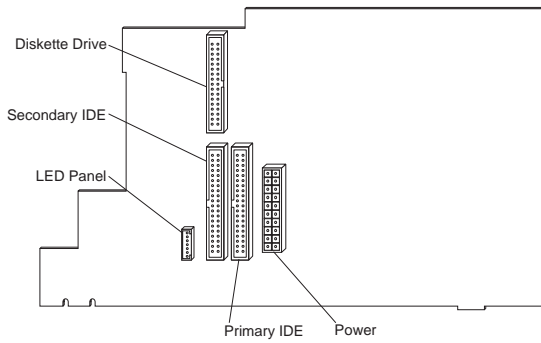 Diskette Drive
Secondary IDE
LED Panel
Primary IDE
Power